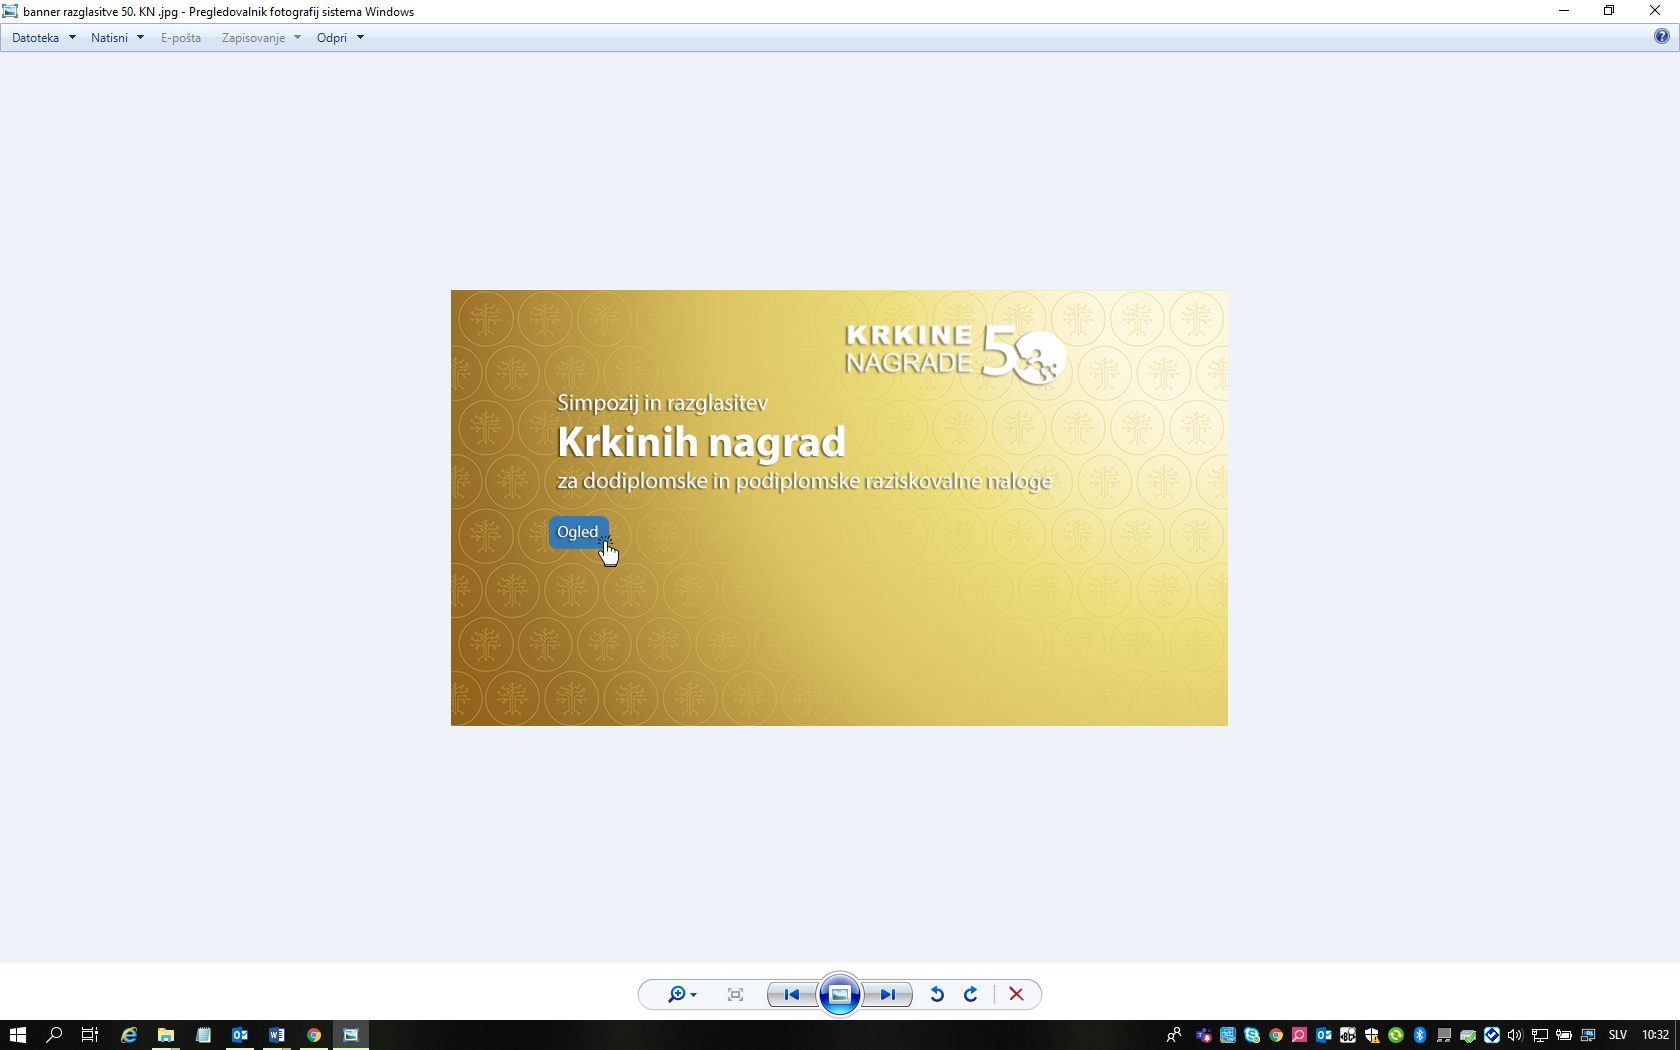 banner razglasitve 50. KN .jpg - Pregledovalnik fotografij sistema Windows
Datoteka Natisni E-pošta Zapisovanje Odpri
KRKINE
NAGRADE 50
Simpozij in razglasitev
Krkinih nagrad
za dodiplomske in podiplomske raziskovalne naloge
Ogled
SLV 10:32